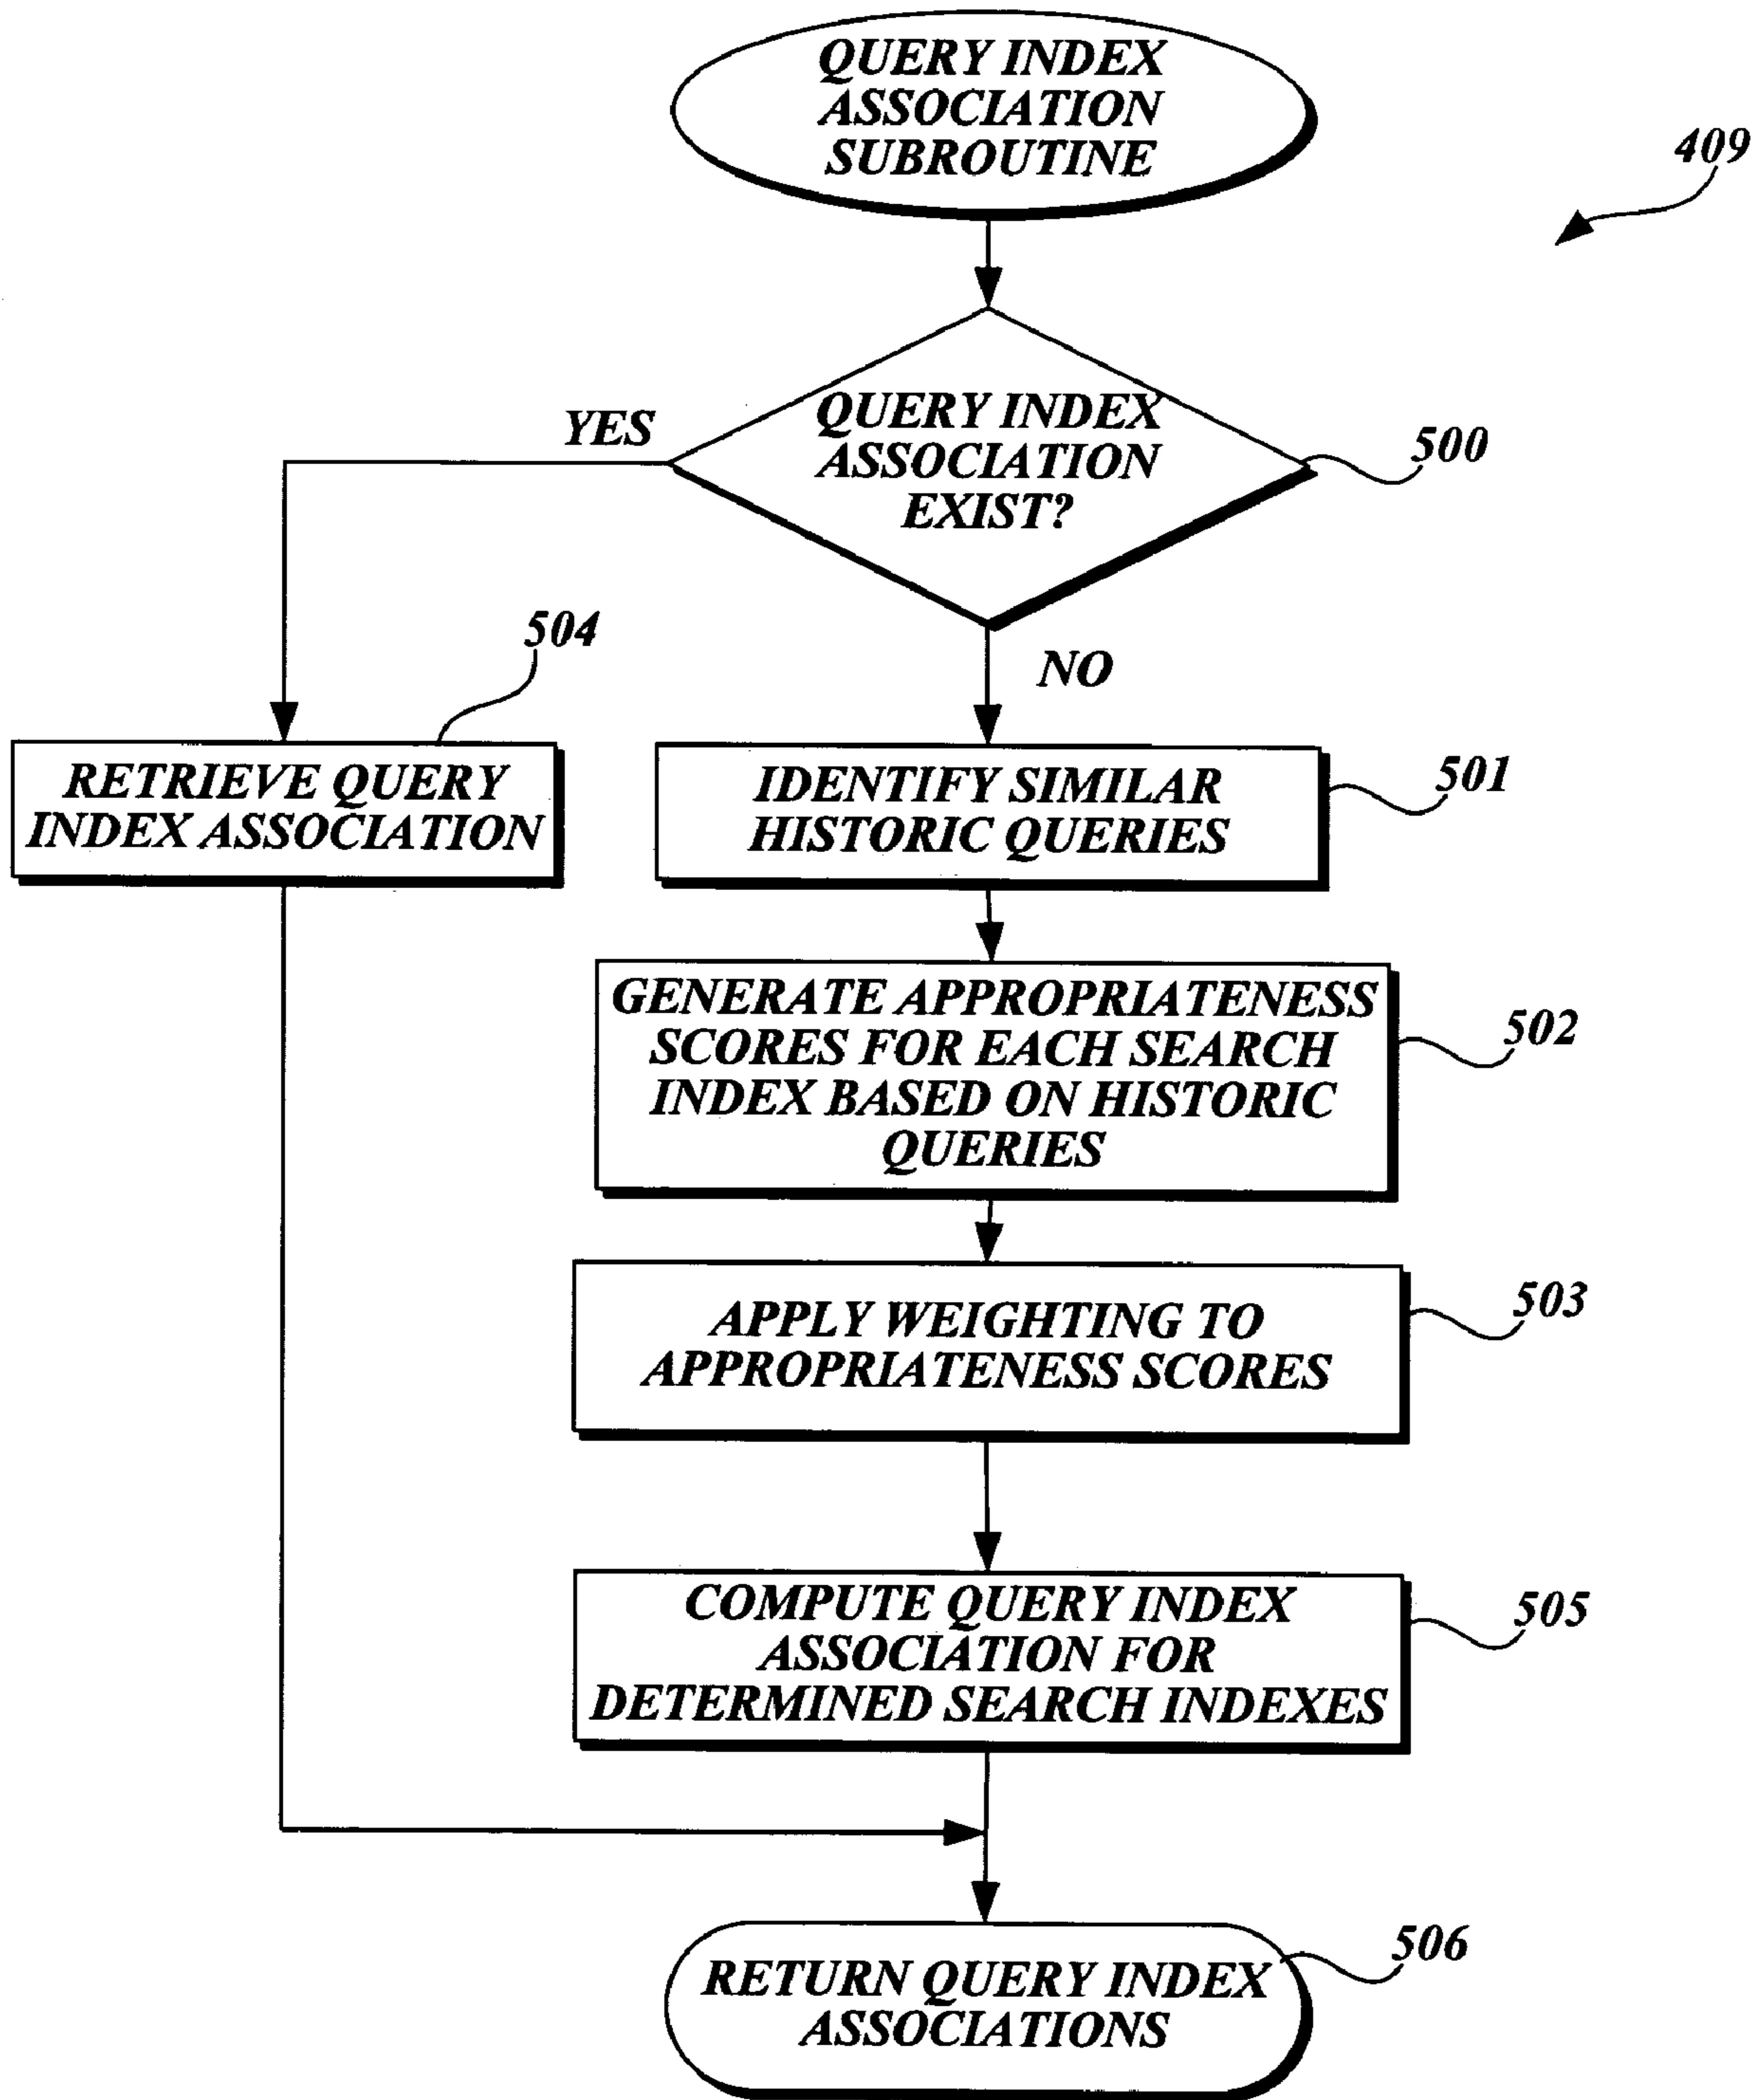 QUERY INDEX
ASSOCIATION
SUBROUTINE
409
QUERY INDEX
ASSOCIATION
EXIST?
YES
500
NO
504
RETRIEVE QUERY
INDEX ASSOCIATION
IDENTIFY SIMILAR
HISTORIC QUERIES
501
GENERATE APPROPRIATENESS
SCORES FOR EACH SEARCH
INDEX BASED ON HISTORIC
QUERIES
502
APPLY WEIGHTING TO
APPROPRIATENESS SCORES
503
COMPUTE QUERY INDEX
ASSOCIATION FOR
DETERMINED SEARCH INDEXES
505
RETURN QUERY INDEX
ASSOCIATIONS
506